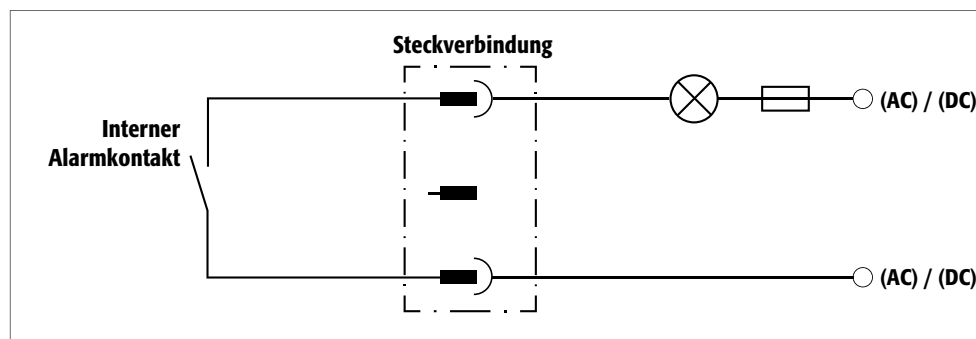 Steckverbindung
(AC) / (DC)
Interner
Alarmkontakt
(AC) / (DC)